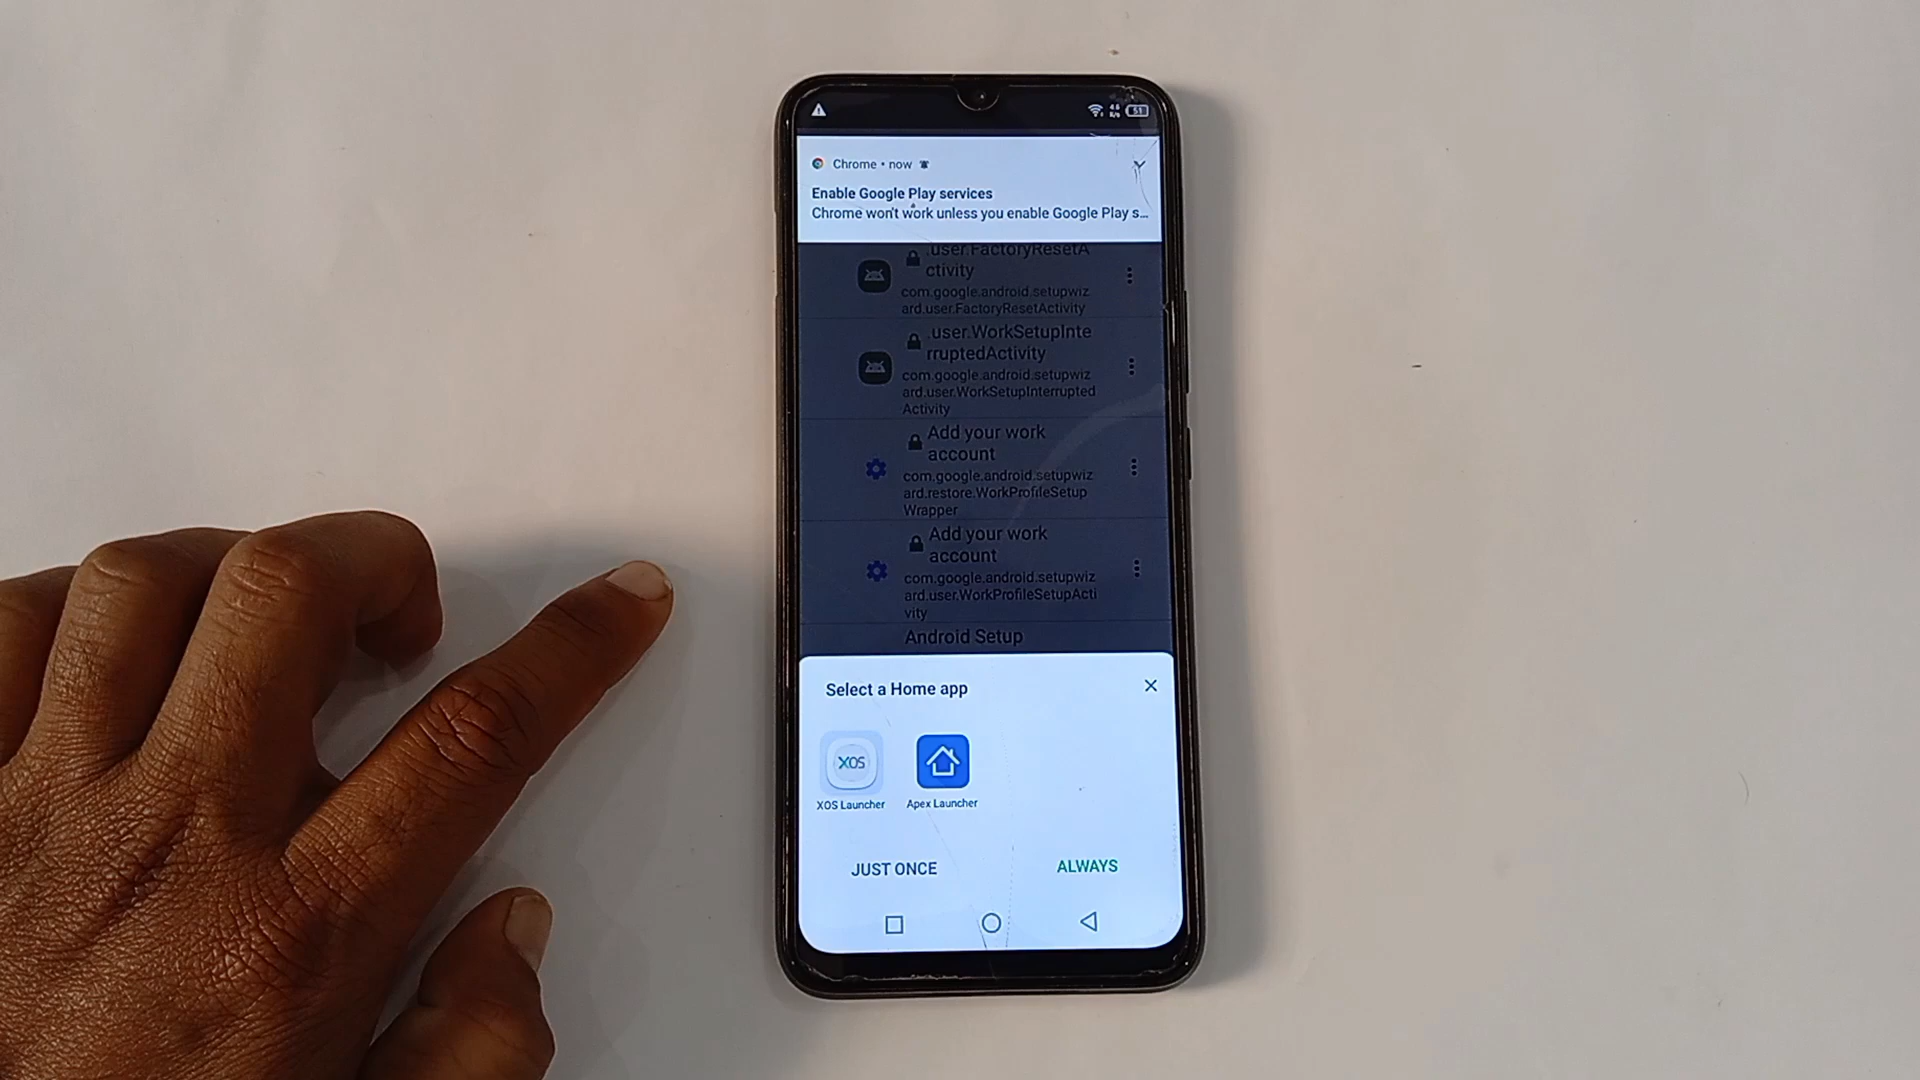 46
B/s
51
Chrome • now
Enable Google Play services
Chrome won't work unless you enable Google Play s...
.user.FactoryResetA
ctivity
com.google.android.setupwiz
ard.user.FactoryResetActivity
.user.WorkSetupInte
rruptedActivity
com.google.android.setupwiz
ard.user.WorkSetupInterrupted
Activity
Add your work
account
com.google.android.setupwiz
ard.restore.WorkProfileSetup
Wrapper
Add your work
account
com.google.android.setupwiz
ard.user.WorkProfileSetupActi
vity
Android Setup
Select a Home app
XOS
XOS Launcher
Apex Launcher
JUST ONCE
ALWAYS